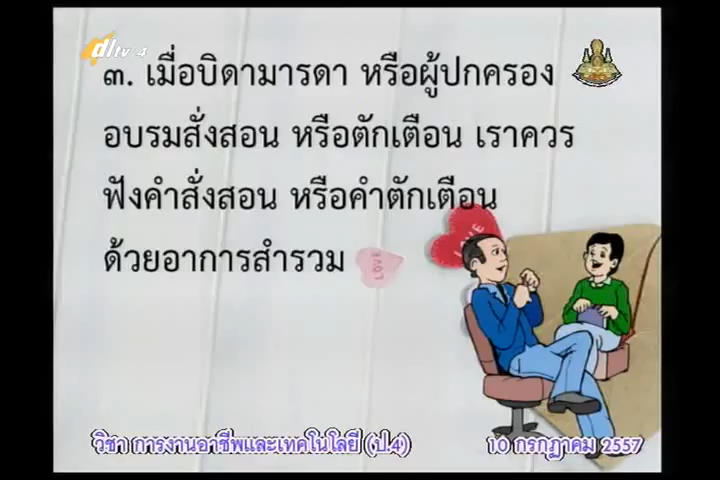 dltv 4
๓. เมื่อบิดามารดา หรือผู้ปกครอง
อบรมสั่งสอน หรือตักเตือน เราควร
ฟังคำสั่งสอน หรือคำตักเตือน
ด้วยอาการสำรวม
LOVE
LOVE
วิชา การงานอาชีพและเทคโนโลยี (ป.4)
10 กรกฎาคม 2557